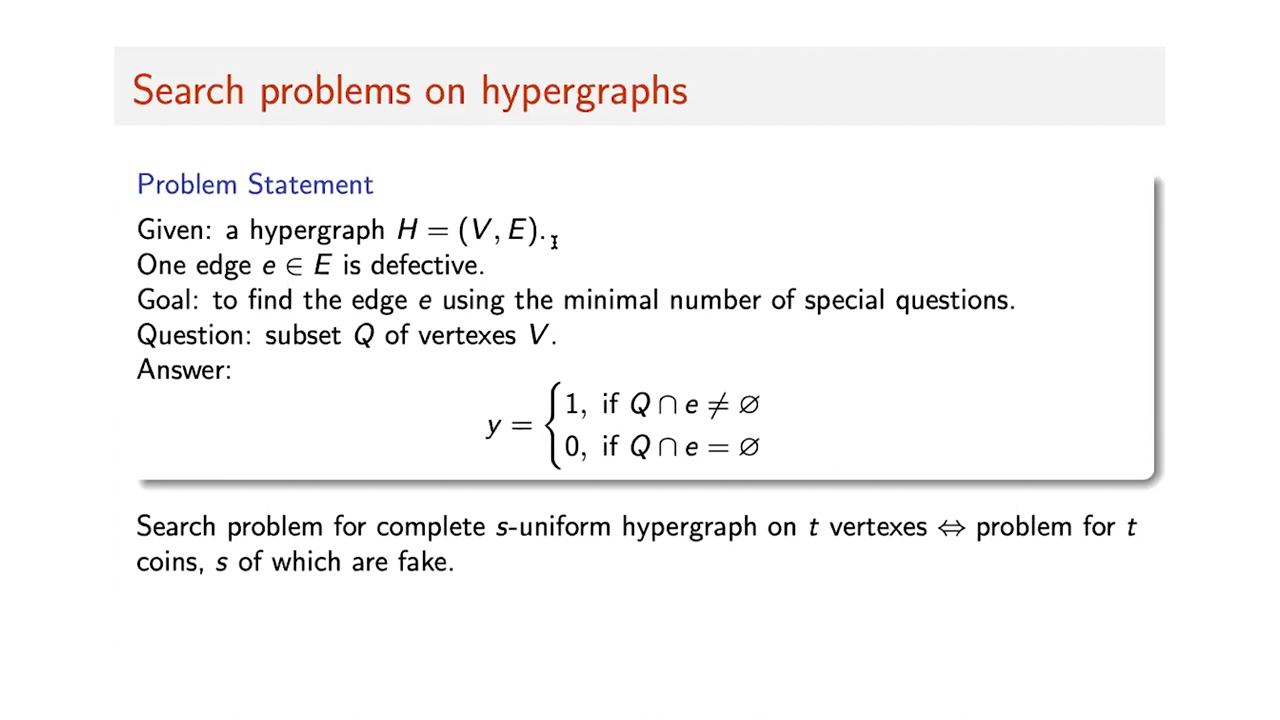 Search problems on hypergraphs
Problem Statement
Given: a hypergraph H = (V, E).
One edge e ∈ E is defective.
Goal: to find the edge e using the minimal number of special questions.
Question: subset Q of vertexes V.
Answer:
y = { 1, if Q ∩ e ≠ ∅
0, if Q ∩ e = ∅
Search problem for complete s-uniform hypergraph on t vertexes ⇔ problem for t
coins, s of which are fake.